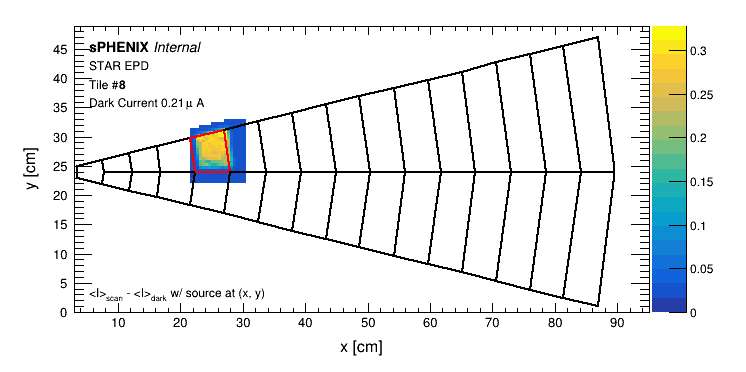 sPHENIX Internal
STAR EPD
Tile #8
Dark Current 0.21 μ A
<I>scan - <I>dark w/ source at (x, y)
y [cm]
45
40
35
30
25
20
15
10
5
0
10 20 30 40 50 60 70 80 90
x [cm]
0.3
0.25
0.2
0.15
0.1
0.05
0